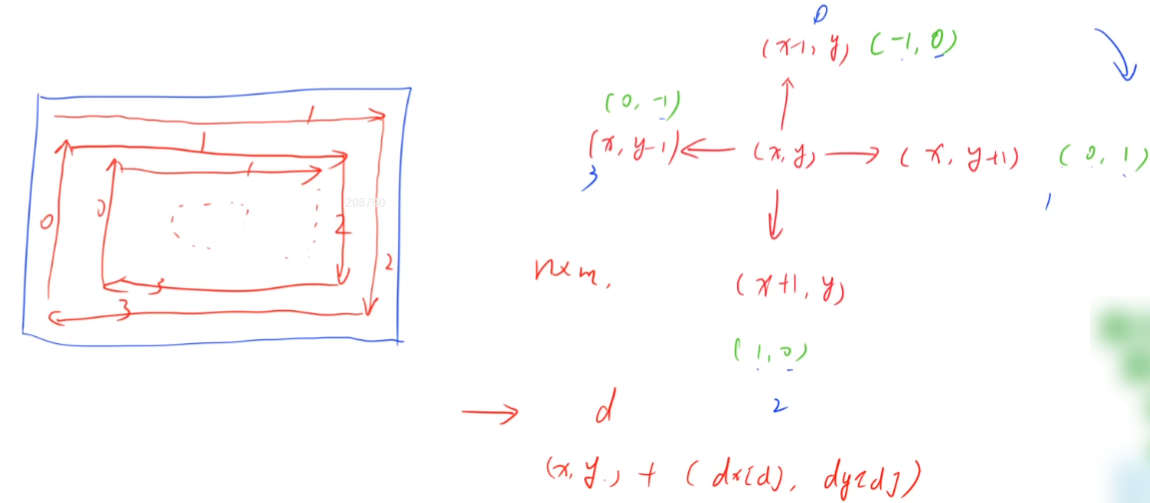 0
(x-1, y) (-1, 0)
(0, -1)
(x, y-1) (x, y) (x, y+1) (0, 1)
3
1
1
1
1
0
0
2
2
3
3
208780
n×m,
(x+1, y)
(1, 0)
2
d
(x, y) + (dx[d], dy[d])